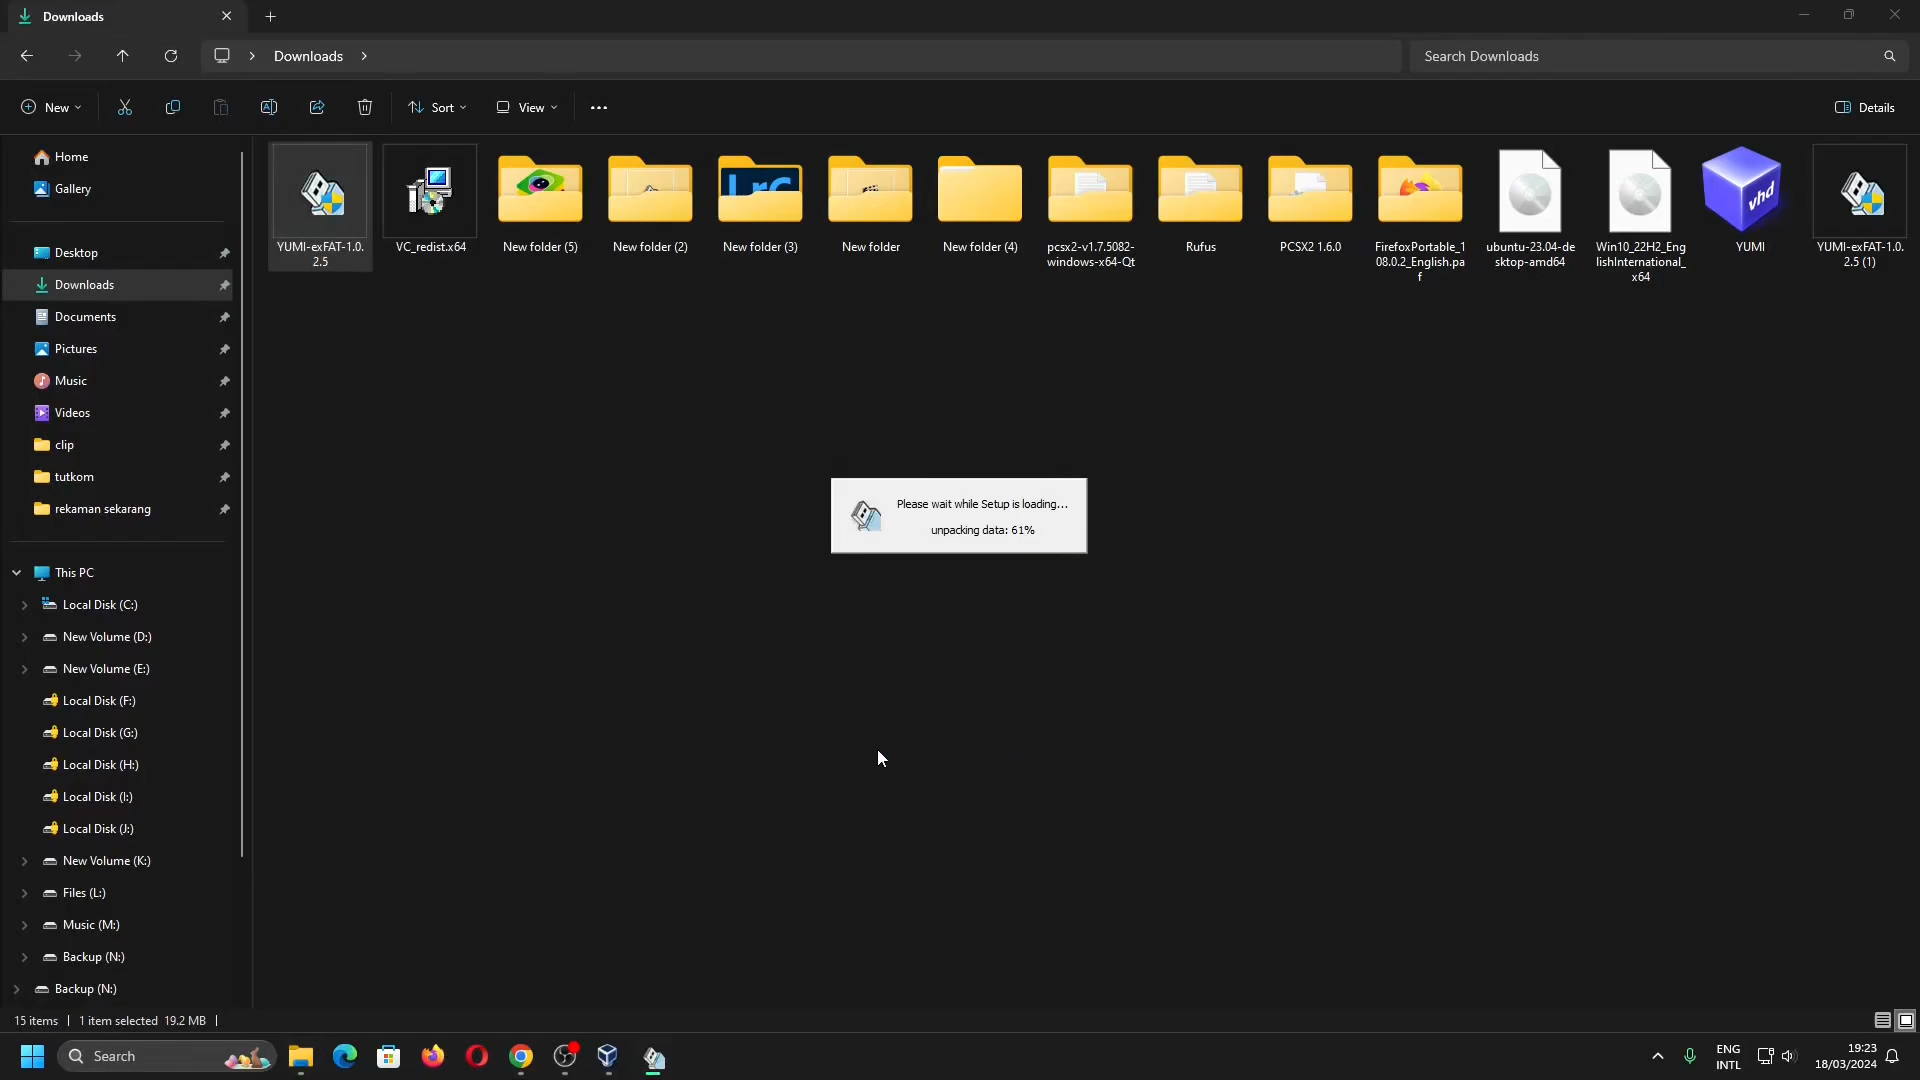 Downloads
Downloads
Search Downloads
New
Sort
View
Details
Home
Gallery
Desktop
Downloads
Documents
Pictures
Music
Videos
clip
tutkom
rekaman sekarang
This PC
Local Disk (C:)
New Volume (D:)
New Volume (E:)
Local Disk (F:)
Local Disk (G:)
Local Disk (H:)
Local Disk (I:)
Local Disk (J:)
New Volume (K:)
Files (L:)
Music (M:)
Backup (N:)
Backup (N:)
YUMI-exFAT-1.0.
2.5
VC_redist.x64
New folder (5)
New folder (2)
LrC
New folder (3)
New folder
New folder (4)
pcsx2-v1.7.5082-
windows-x64-Qt
Rufus
PCSX2 1.6.0
FirefoxPortable_1
08.0.2_English.pa
f
ubuntu-23.04-de
sktop-amd64
Win10_22H2_Eng
lishInternational_
x64
vhd
YUMI
YUMI-exFAT-1.0.
2.5 (1)
Please wait while Setup is loading...
unpacking data: 61%
15 items
1 item selected 19.2 MB
Search
ENG
INTL
19:23
18/03/2024